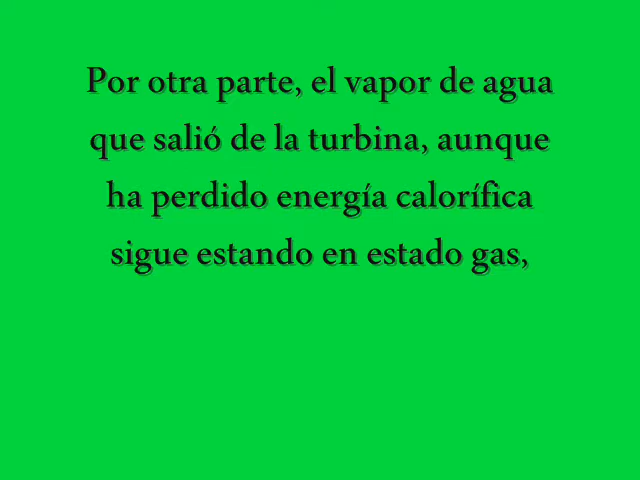 Por otra parte, el vapor de agua
que salió de la turbina, aunque
ha perdido energía calorífica
sigue estando en estado gas,